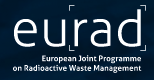 eurad
European Joint Programme
on Radioactive Waste Management